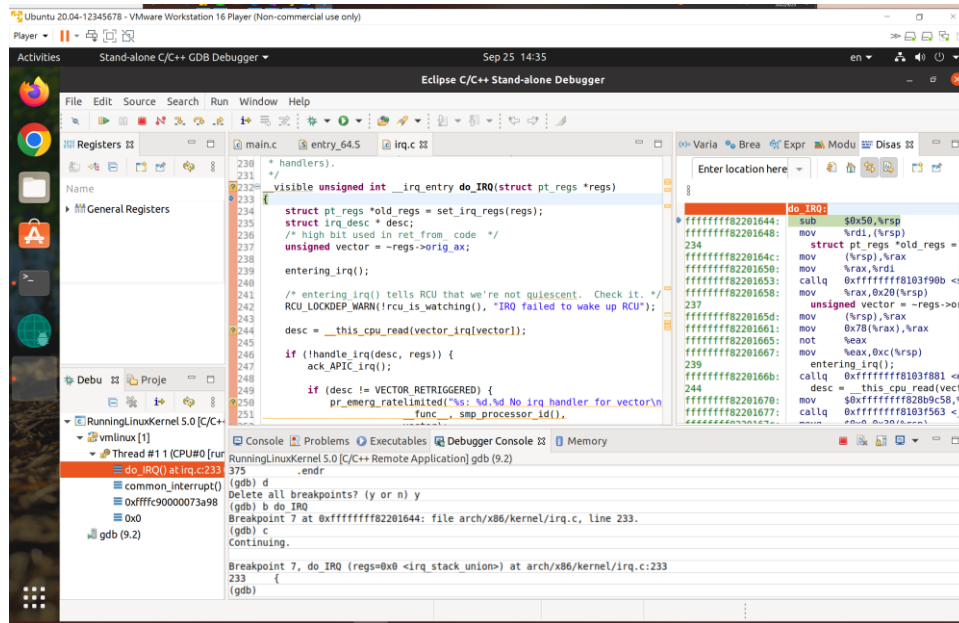 Ubuntu 20.04-12345678 - VMware Workstation 16 Player (Non-commercial use only)
Player
Activities
Stand-alone C/C++ GDB Debugger
Sep 25 14:35
en
Eclipse C/C++ Stand-alone Debugger
File Edit Source Search Run Window Help
Registers
Name
General Registers
main.c
entry_64.S
irq.c
230 * handlers).
231 */
232 __visible unsigned int __irq_entry do_IRQ(struct pt_regs *regs)
233 {
234 struct pt_regs *old_regs = set_irq_regs(regs);
235 struct irq_desc * desc;
236 /* high bit used in ret_from_ code */
237 unsigned vector = ~regs->orig_ax;
238
239 entering_irq();
240
241 /* entering_irq() tells RCU that we're not quiescent. Check it. */
242 RCU_LOCKDEP_WARN(!rcu_is_watching(), "IRQ failed to wake up RCU");
243
244 desc = __this_cpu_read(vector_irq[vector]);
245
246 if (!handle_irq(desc, regs)) {
247 ack_APIC_irq();
248
249 if (desc != VECTOR_RETRIGGERED) {
250 pr_emerg_ratelimited("%s: %d.%d No irq handler for vector\n
251 __func__, smp_processor_id(),
Varia
Brea
Expr
Modu
Disas
Enter location here
do_IRQ:
ffffffff82201644: sub $0x50,%rsp
ffffffff82201648: mov %rdi,(%rsp)
234 struct pt_regs *old_regs =
ffffffff8220164c: mov (%rsp),%rax
ffffffff82201650: mov %rax,%rdi
ffffffff82201653: callq 0xffffffff8103f90b <s
ffffffff82201658: mov %rax,0x20(%rsp)
237 unsigned vector = ~regs->or
ffffffff8220165d: mov (%rsp),%rax
ffffffff82201661: mov 0x78(%rax),%rax
ffffffff82201665: not %eax
ffffffff82201667: mov %eax,0xc(%rsp)
239 entering_irq();
ffffffff8220166b: callq 0xffffffff8103f881 <e
244 desc = __this_cpu_read(vect
ffffffff82201670: mov $0xffffffff828b9c58,%
ffffffff82201677: callq 0xffffffff8103f563 <_
Debu
Proje
RunningLinuxKernel 5.0 [C/C+
vmlinux [1]
Thread #1 1 (CPU#0 [run
do_IRQ() at irq.c:233
common_interrupt()
0xffffc90000073a98
0x0
gdb (9.2)
Console
Problems
Executables
Debugger Console
Memory
RunningLinuxKernel 5.0 [C/C++ Remote Application] gdb (9.2)
375 .endr
(gdb) d
Delete all breakpoints? (y or n) y
(gdb) b do_IRQ
Breakpoint 7 at 0xffffffff82201644: file arch/x86/kernel/irq.c, line 233.
(gdb) c
Continuing.
Breakpoint 7, do_IRQ (regs=0x0 <irq_stack_union>) at arch/x86/kernel/irq.c:233
233 {
(gdb)